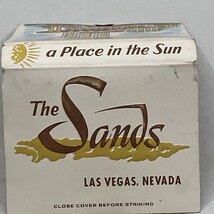 a Place in the Sun
The
Sands
LAS VEGAS, NEVADA
CLOSE COVER BEFORE STRIKING